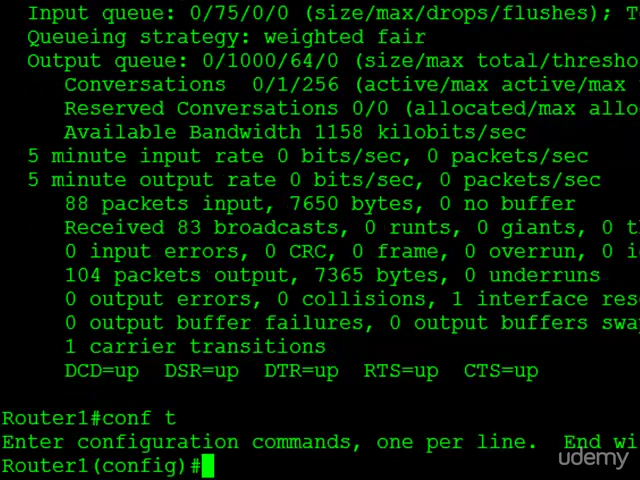 Input queue: 0/75/0/0 (size/max/drops/flushes);
Queueing strategy: weighted fair
Output queue: 0/1000/64/0 (size/max total/thresho
Conversations 0/1/256 (active/max active/max
Reserved Conversations 0/0 (allocated/max allo
Available Bandwidth 1158 kilobits/sec
5 minute input rate 0 bits/sec, 0 packets/sec
5 minute output rate 0 bits/sec, 0 packets/sec
88 packets input, 7650 bytes, 0 no buffer
Received 83 broadcasts, 0 runts, 0 giants, 0
0 input errors, 0 CRC, 0 frame, 0 overrun, 0
104 packets output, 7365 bytes, 0 underruns
0 output errors, 0 collisions, 1 interface res
0 output buffer failures, 0 output buffers swa
1 carrier transitions
DCD=up DSR=up DTR=up RTS=up CTS=up
Router1#conf t
Enter configuration commands, one per line. End wi
Router1(config)#
udemy